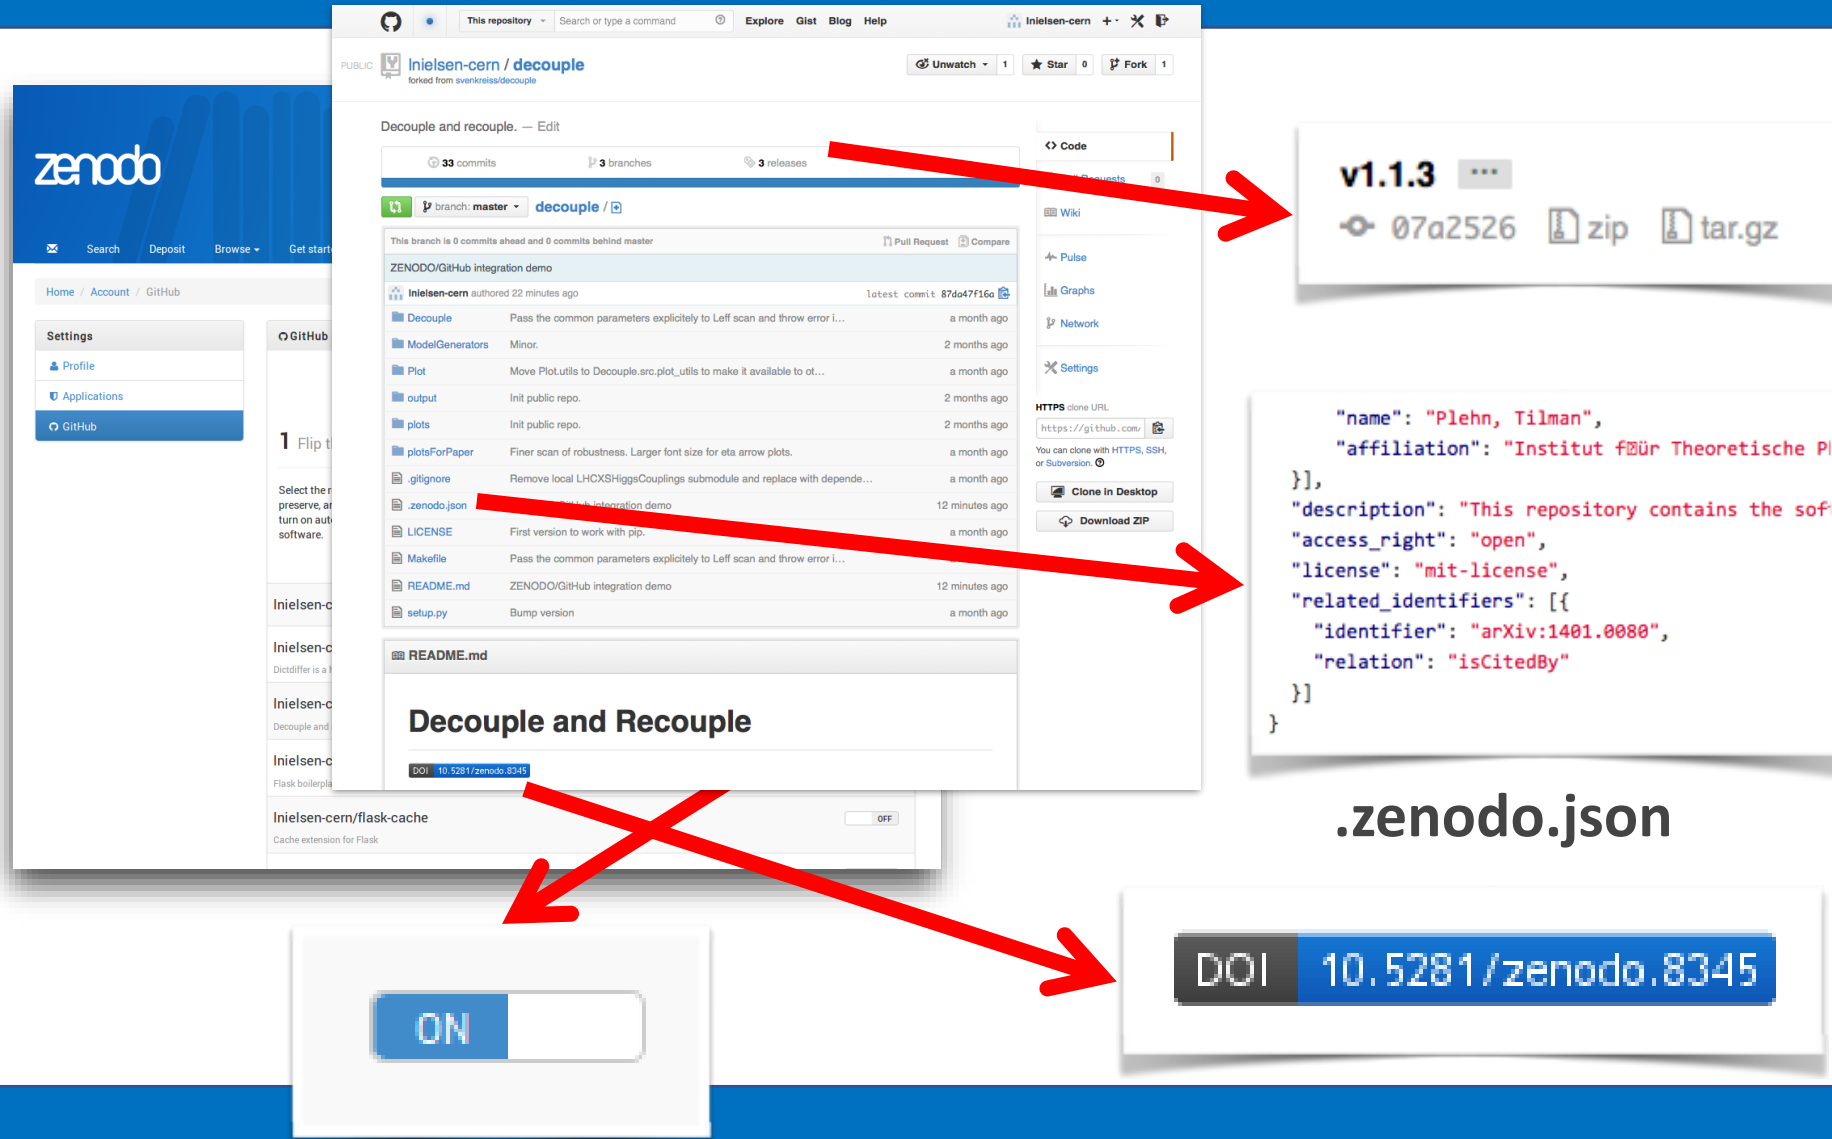 This repository
Search or type a command
Explore Gist Blog Help
lnielsen-cern
PUBLIC
lnielsen-cern / decouple
forked from svenkreiss/decouple
Unwatch 1
Star 0
Fork 1
Decouple and recouple. — Edit
33 commits
3 branches
3 releases
branch: master
decouple /
This branch is 0 commits ahead and 0 commits behind master
Pull Request
Compare
ZENODO/GitHub integration demo
lnielsen-cern authored 22 minutes ago
latest commit 87da47f16a
Decouple Pass the common parameters explicitely to Leff scan and throw error i… a month ago
ModelGenerators Minor. 2 months ago
Plot Move Plot.utils to Decouple.src.plot_utils to make it available to ot… a month ago
output Init public repo. 2 months ago
plots Init public repo. 2 months ago
plotsForPaper Finer scan of robustness. Larger font size for eta arrow plots. a month ago
.gitignore Remove local LHCXSHiggsCouplings submodule and replace with depende… a month ago
.zenodo.json integration demo 12 minutes ago
LICENSE First version to work with pip. a month ago
Makefile Pass the common parameters explicitely to Leff scan and throw error i…
README.md ZENODO/GitHub integration demo 12 minutes ago
setup.py Bump version a month ago
README.md
Decouple and Recouple
DOI 10.5281/zenodo.8345
Code
Requests 0
Wiki
Pulse
Graphs
Network
Settings
HTTPS clone URL
https://github.com/
You can clone with HTTPS, SSH,
or Subversion.
Clone in Desktop
Download ZIP
zenodo
Search
Deposit
Browse
Get start
Home / Account / GitHub
Settings
Profile
Applications
GitHub
GitHub
1 Flip t
Select the r
preserve, a
turn on aut
software.
lnielsen-c
lnielsen-c
Dictdiffer is a
lnielsen-c
Decouple and
lnielsen-c
Flask boilerpla
lnielsen-cern/flask-cache
OFF
Cache extension for Flask
v1.1.3 ...
07a2526 zip tar.gz
"name": "Plehn, Tilman",
"affiliation": "Institut für Theoretische P
}],
"description": "This repository contains the sof
"access_right": "open",
"license": "mit-license",
"related_identifiers": [{
"identifier": "arXiv:1401.0080",
"relation": "isCitedBy"
}]
}
.zenodo.json
DOI 10.5281/zenodo.8345
ON